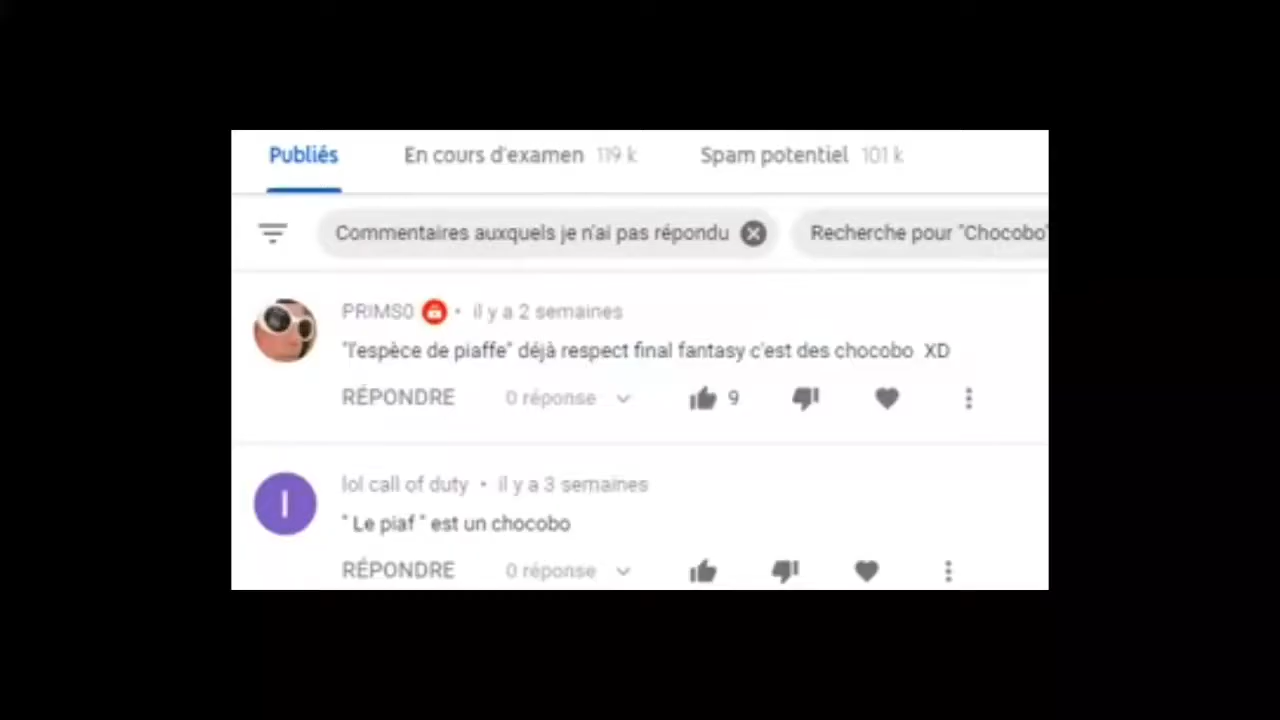 Publiés En cours d'examen 119 k Spam potentiel 101 k
Commentaires auxquels je n'ai pas répondu Recherche pour "Chocobo"
PRIMS0 • il y a 2 semaines
"l'espèce de piaffe" déjà respect final fantasy c'est des chocobo XD
RÉPONDRE 0 réponse 9
I
lol call of duty • il y a 3 semaines
" Le piaf " est un chocobo
RÉPONDRE 0 réponse